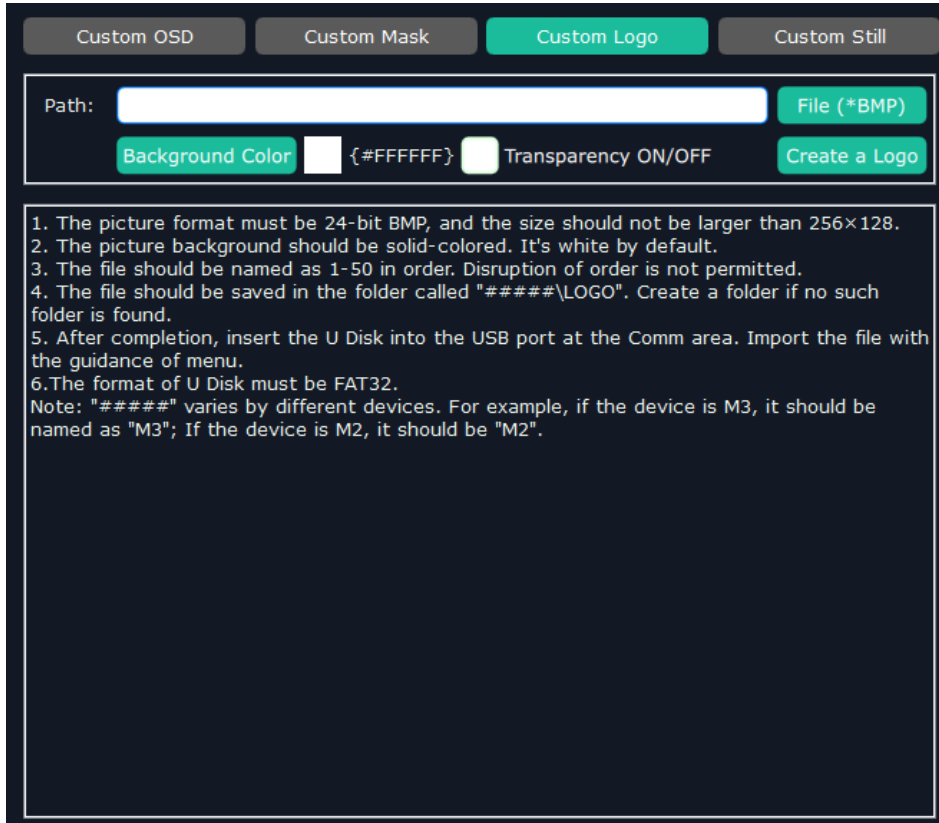 Custom OSD
Custom Mask
Custom Logo
Custom Still
Path:
File (*BMP)
Background Color
{#FFFFFF}
Transparency ON/OFF
Create a Logo
1. The picture format must be 24-bit BMP, and the size should not be larger than 256×128.
2. The picture background should be solid-colored. It's white by default.
3. The file should be named as 1-50 in order. Disruption of order is not permitted.
4. The file should be saved in the folder called "#####\LOGO". Create a folder if no such
folder is found.
5. After completion, insert the U Disk into the USB port at the Comm area. Import the file with
the guidance of menu.
6.The format of U Disk must be FAT32.
Note: "#####" varies by different devices. For example, if the device is M3, it should be
named as "M3"; If the device is M2, it should be "M2".